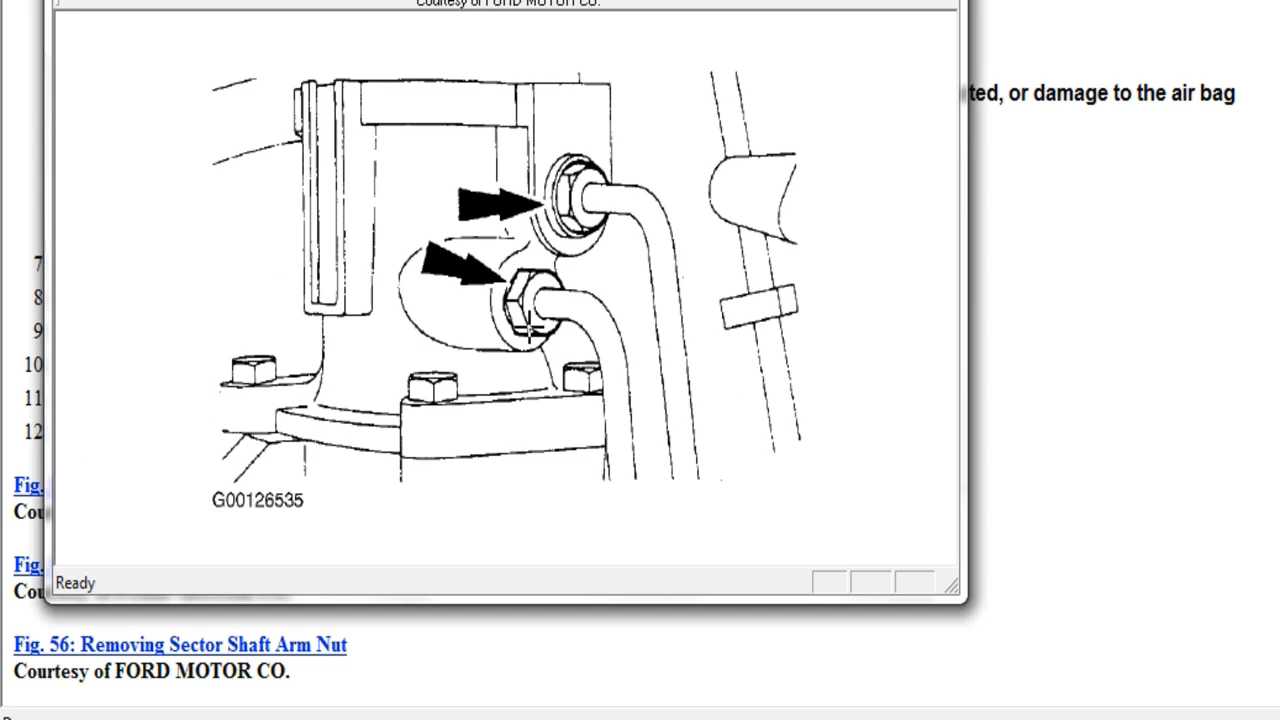 Courtesy of FORD MOTOR CO.
ted, or damage to the air bag
7
8
9
10
11
12
Fig.
Cou
G00126535
Fig.
Cou
Ready
Fig. 56: Removing Sector Shaft Arm Nut
Courtesy of FORD MOTOR CO.